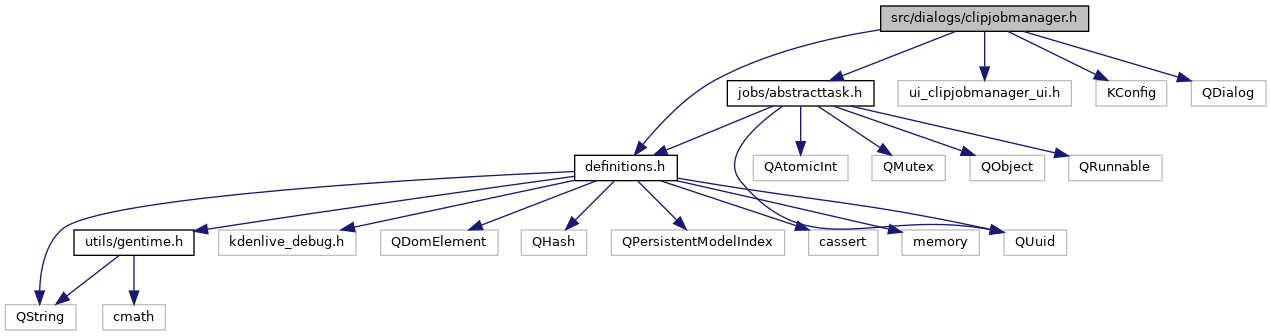 src/dialogs/clipjobmanager.h
jobs/abstracttask.h
ui_clipjobmanager_ui.h
KConfig
QDialog
definitions.h
QAtomicInt
QMutex
QObject
QRunnable
utils/gentime.h
kdenlive_debug.h
QDomElement
QHash
QPersistentModelIndex
cassert
memory
QUuid
QString
cmath